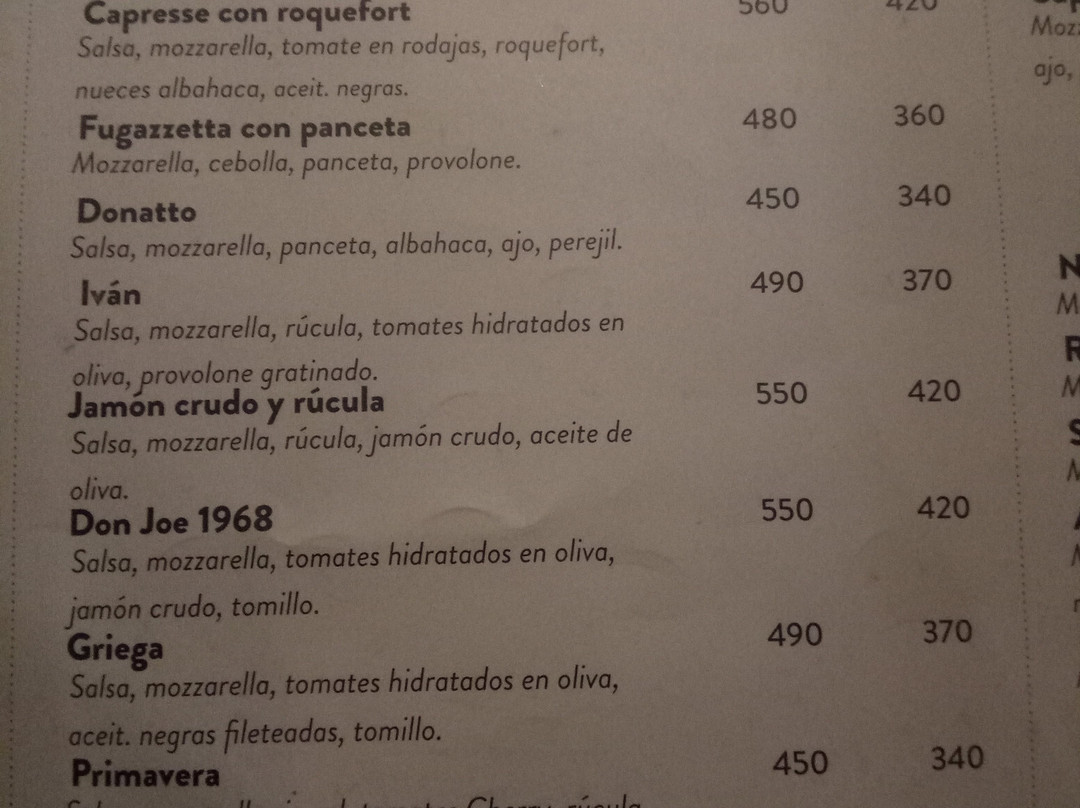 Capresse con roquefort 560 420
Salsa, mozzarella, tomate en rodajas, roquefort,
nueces albahaca, aceit. negras.
Fugazzetta con panceta 480 360
Mozzarella, cebolla, panceta, provolone.
Donatto 450 340
Salsa, mozzarella, panceta, albahaca, ajo, perejil.
Iván 490 370
Salsa, mozzarella, rúcula, tomates hidratados en
oliva, provolone gratinado.
Jamón crudo y rúcula 550 420
Salsa, mozzarella, rúcula, jamón crudo, aceite de
oliva.
Don Joe 1968 550 420
Salsa, mozzarella, tomates hidratados en oliva,
jamón crudo, tomillo.
Griega 490 370
Salsa, mozzarella, tomates hidratados en oliva,
aceit. negras fileteadas, tomillo.
Primavera 450 340
ajo,